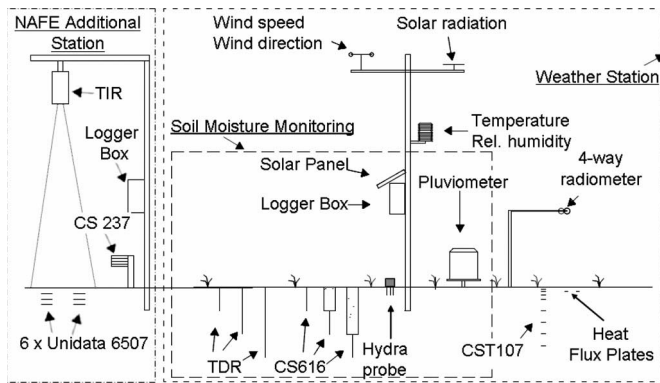 NAFE Additional
Station
TIR
Logger
Box
CS 237
6 x Unidata 6507
Wind speed
Wind direction
Solar radiation
Weather Station
Soil Moisture Monitoring
Temperature
Rel. humidity
Solar Panel
Logger Box
Pluviometer
4-way
radiometer
TDR
CS616
Hydra
probe
CST107
Heat
Flux Plates